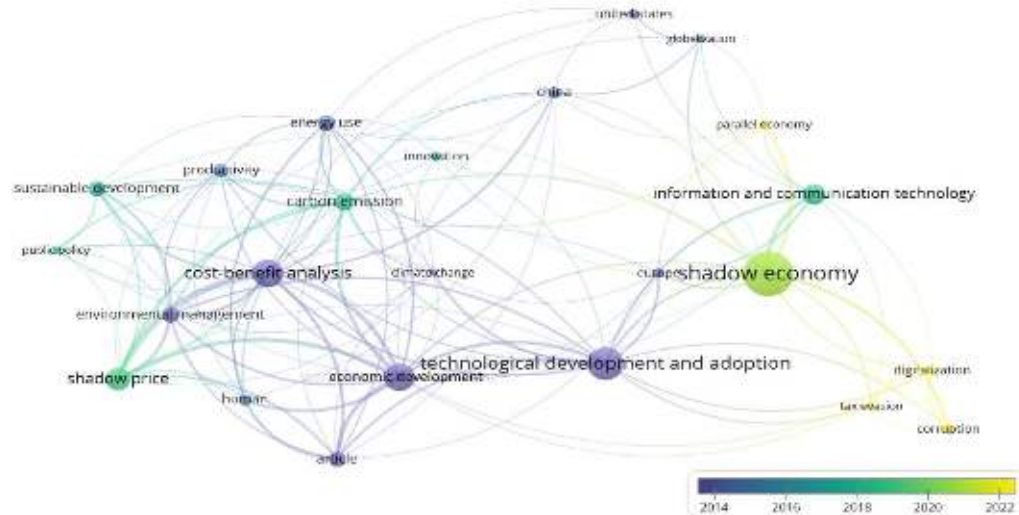 united states
globalization
china
energy use
parallel economy
innovation
productivity
sustainable development
information and communication technology
carbon emission
public policy
cost-benefit analysis
climate change
europe
shadow economy
environmental management
technological development and adoption
shadow price
economic development
digitalization
human
tax evasion
corruption
article
2014
2016
2018
2020
2022